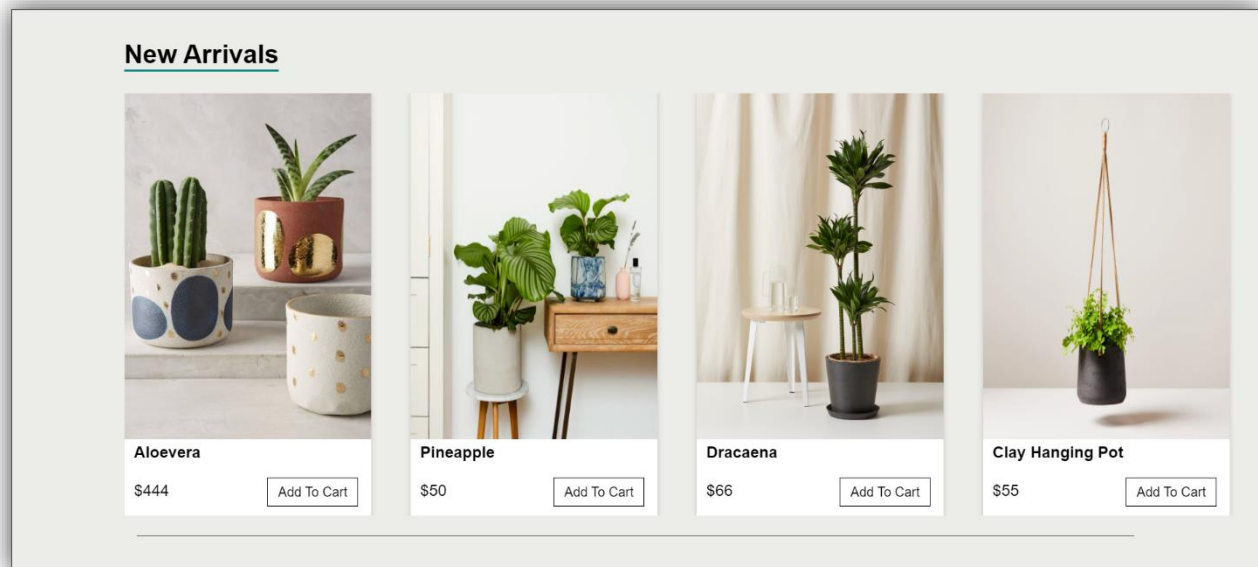 New Arrivals
Aloevera
$444
Add To Cart
Pineapple
$50
Add To Cart
Dracaena
$66
Add To Cart
Clay Hanging Pot
$55
Add To Cart